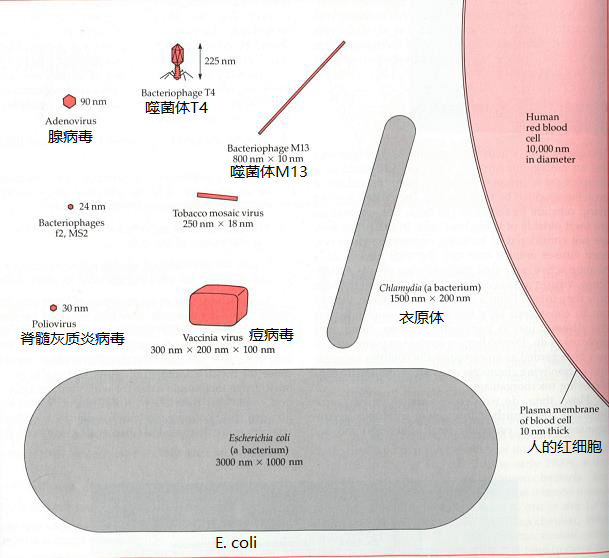 225 nm
Bacteriophage T4
噬菌体T4
90 nm
Adenovirus
腺病毒
Bacteriophage M13
800 nm × 10 nm
噬菌体M13
Human
red blood
cell
10,000 nm
in diameter
24 nm
Bacteriophages
f2, MS2
Tobacco mosaic virus
250 nm × 18 nm
Chlamydia (a bacterium)
1500 nm × 200 nm
衣原体
30 nm
Poliovirus
脊髓灰质炎病毒
Vaccinia virus 痘病毒
300 nm × 200 nm × 100 nm
Plasma membrane
of blood cell
10 nm thick
人的红细胞
Escherichia coli
(a bacterium)
3000 nm × 1000 nm
E. coli